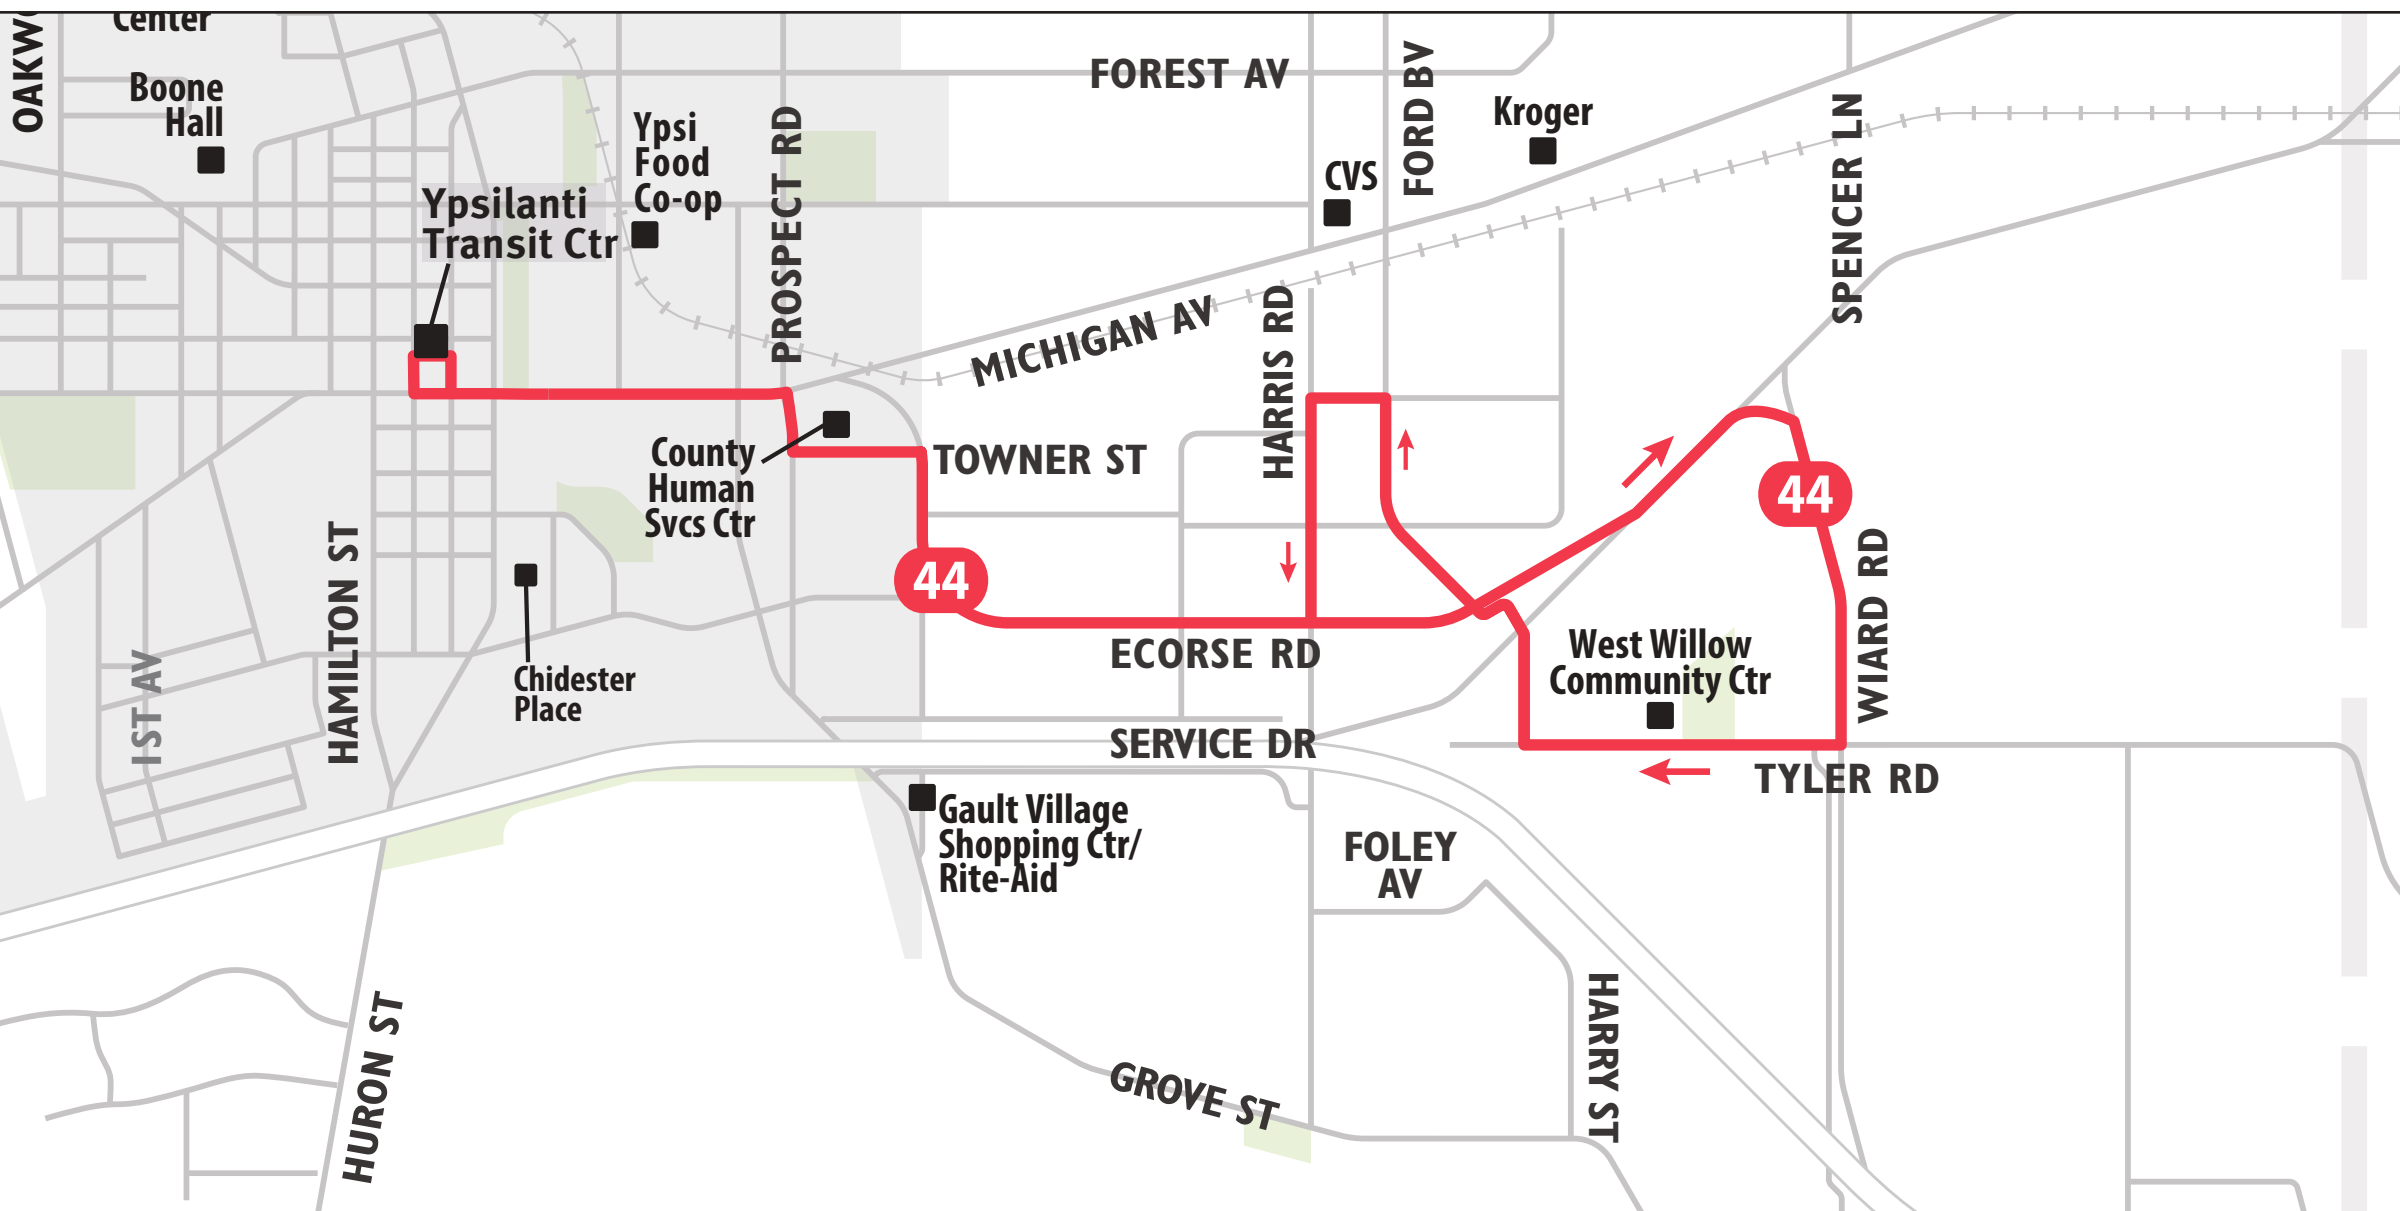 Center
OAKW
Boone
Hall
Ypsi
Food
Co-op
Ypsilanti
Transit Ctr
PROSPECT RD
FOREST AV
FORD BV
Kroger
CVS
SPENCER LN
MICHIGAN AV
HARRIS RD
County
Human
Svcs Ctr
TOWNER ST
44
44
HAMILTON ST
I ST AV
Chidester
Place
ECORSE RD
West Willow
Community Ctr
WIARD RD
SERVICE DR
TYLER RD
Gault Village
Shopping Ctr/
Rite-Aid
FOLEY
AV
HURON ST
GROVE ST
HARRY ST